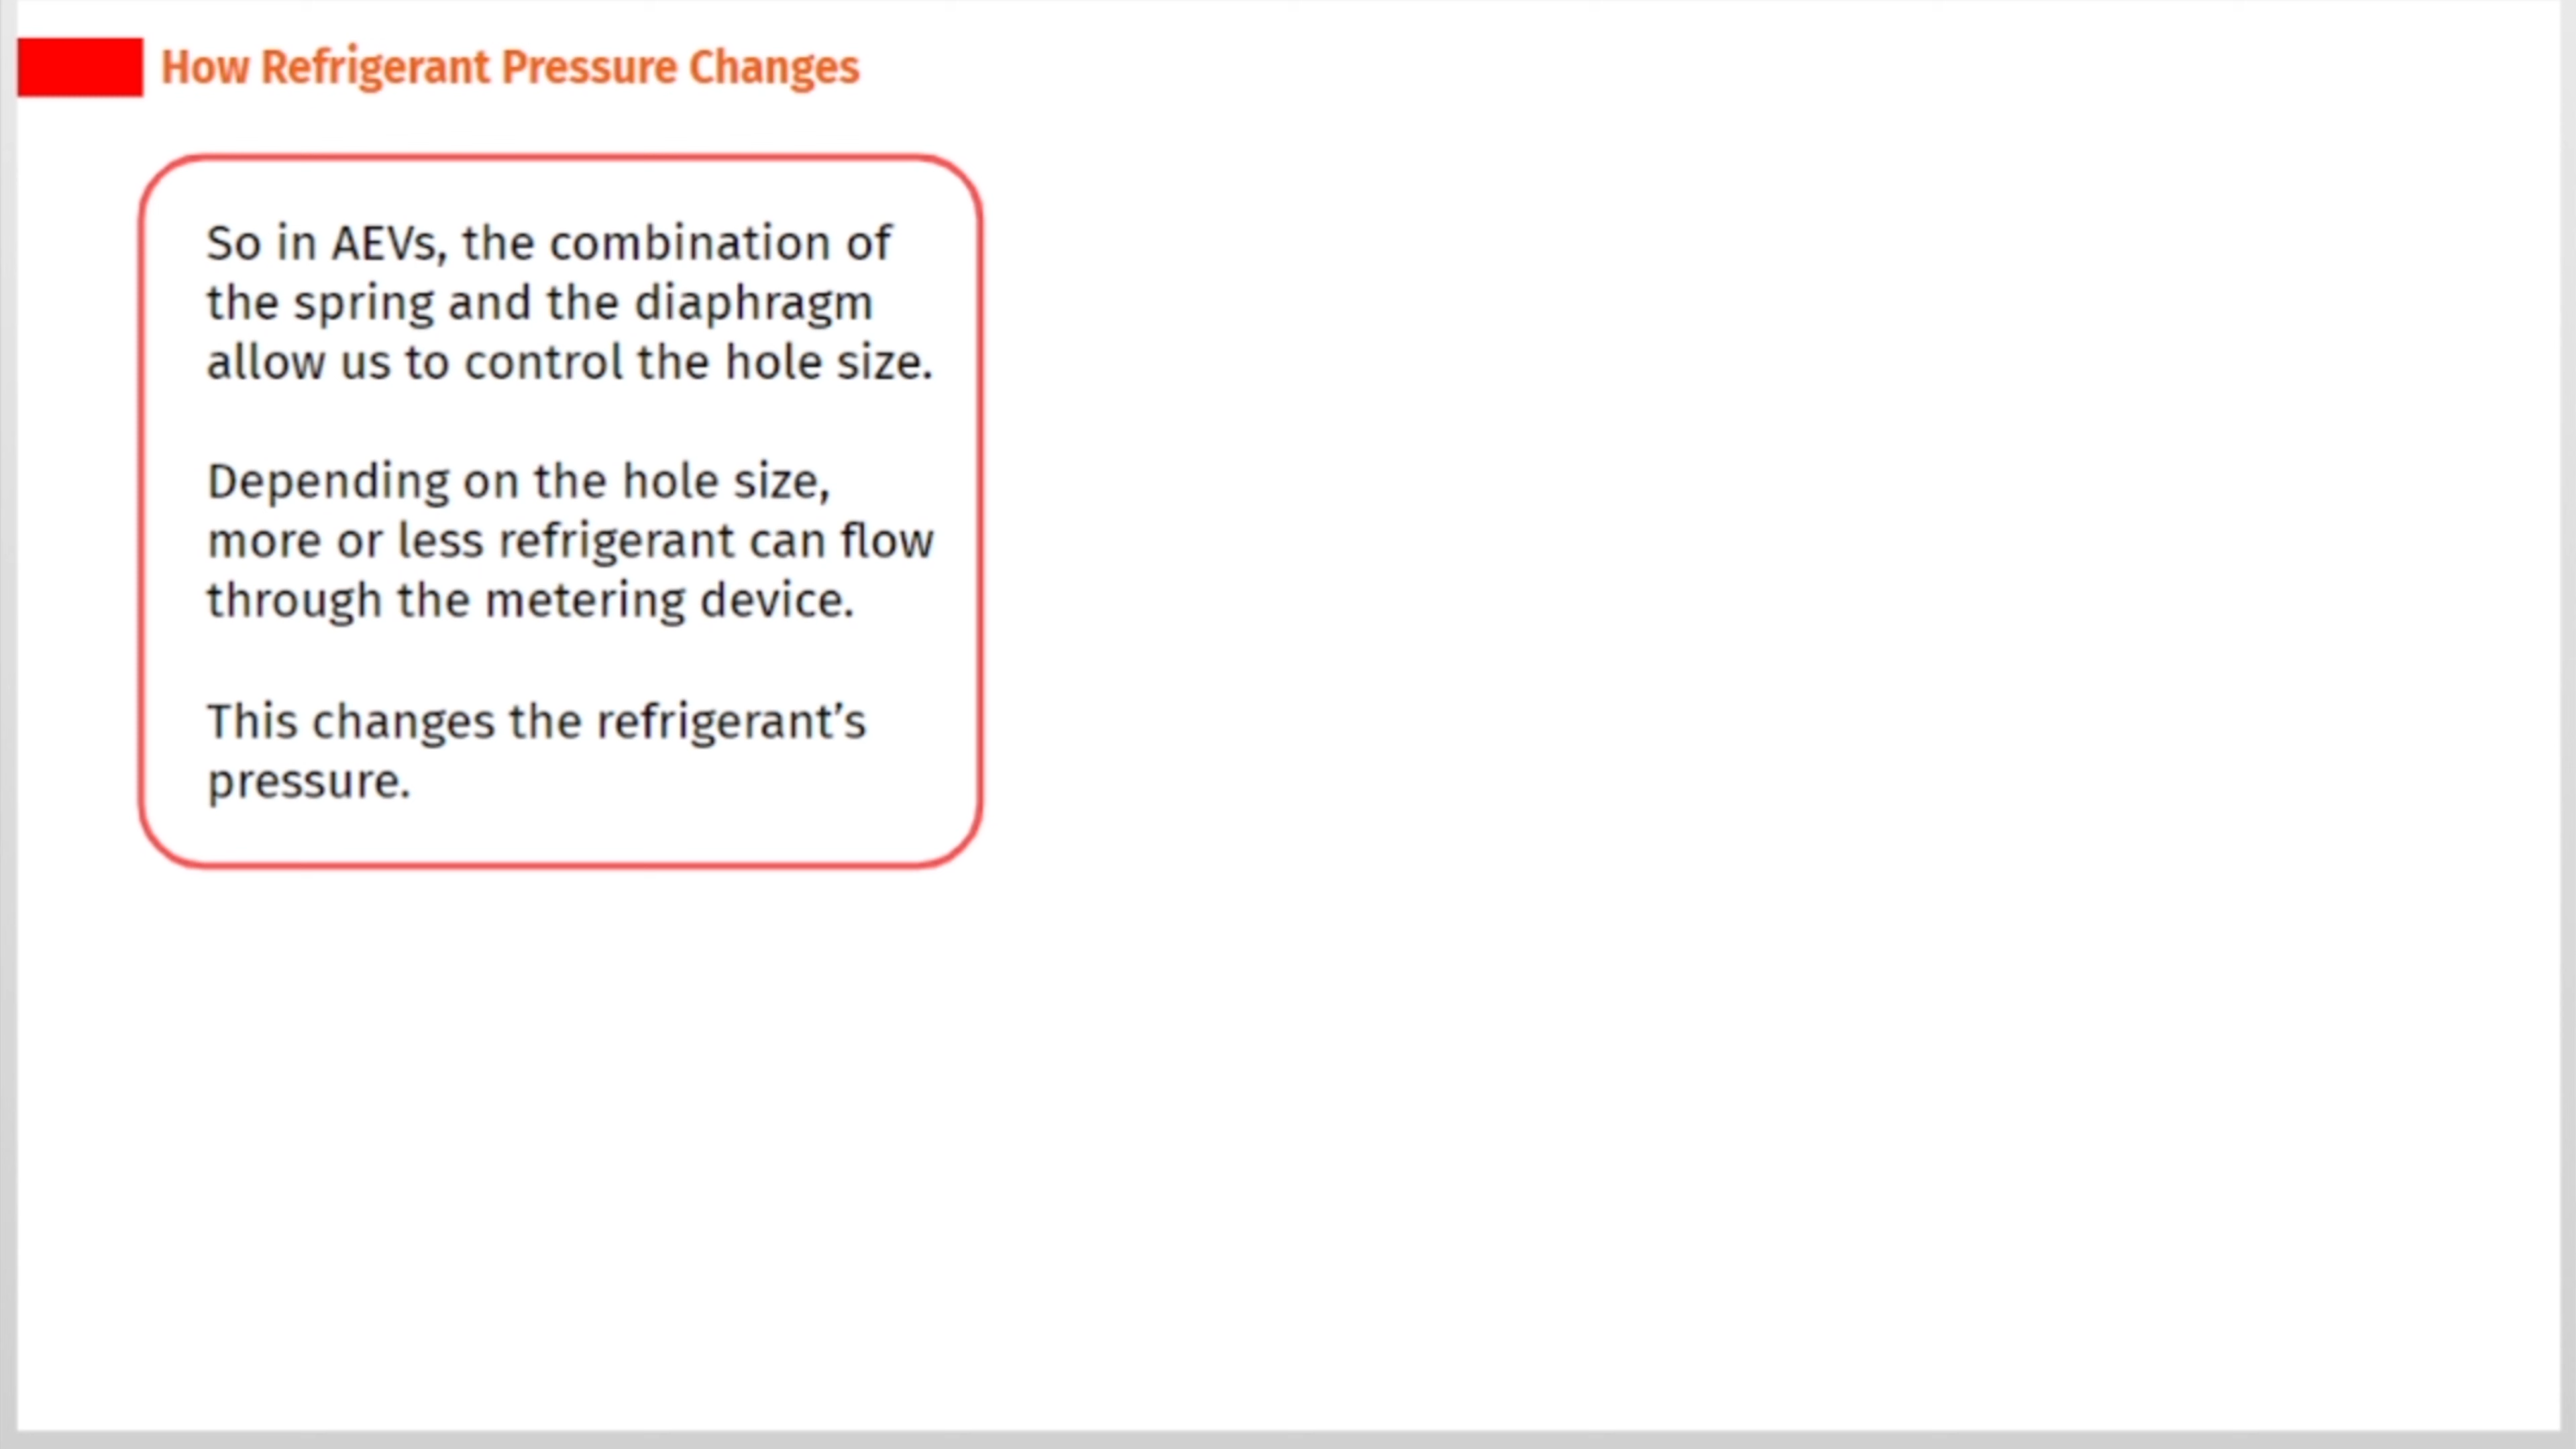 How Refrigerant Pressure Changes
So in AEVs, the combination of
the spring and the diaphragm
allow us to control the hole size.
Depending on the hole size,
more or less refrigerant can flow
through the metering device.
This changes the refrigerant’s
pressure.